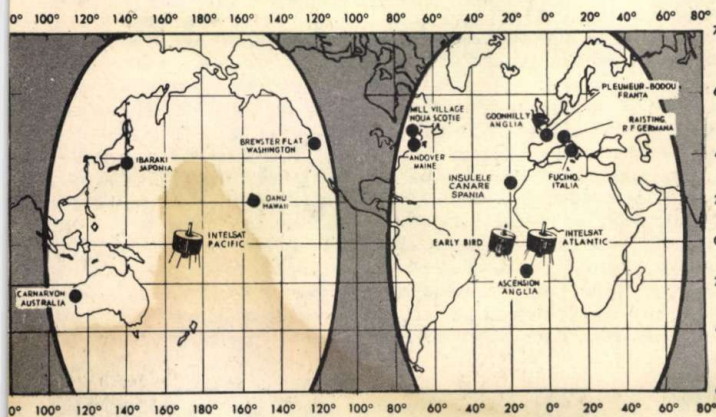 0° 100° 120° 140° 160° 180° 160° 140° 120° 100° 80° 60° 40° 20° 0° 20° 40° 60° 80°
PLEUMEUR-BODOU
FRANTA
MILL VILLAGE
NOUA SCOTIE
GOONHILLY
ANGLIA
RAISTING
R F GERMANA
BREWSTER FLAT
WASHINGTON
ANDOVER
MAINE
IBARAKI
JAPONIA
FUCINO
ITALIA
INSULELE
CANARE
SPANIA
OAHU
HAWAII
INTELSAT
PACIFIC
EARLY BIRD
INTELSAT
ATLANTIC
ASCENSION
ANGLIA
CARNARVON
AUSTRALIA
0° 100° 120° 140° 160° 180° 160° 140° 120° 100° 80° 60° 40° 20° 0° 20° 40° 60° 80°